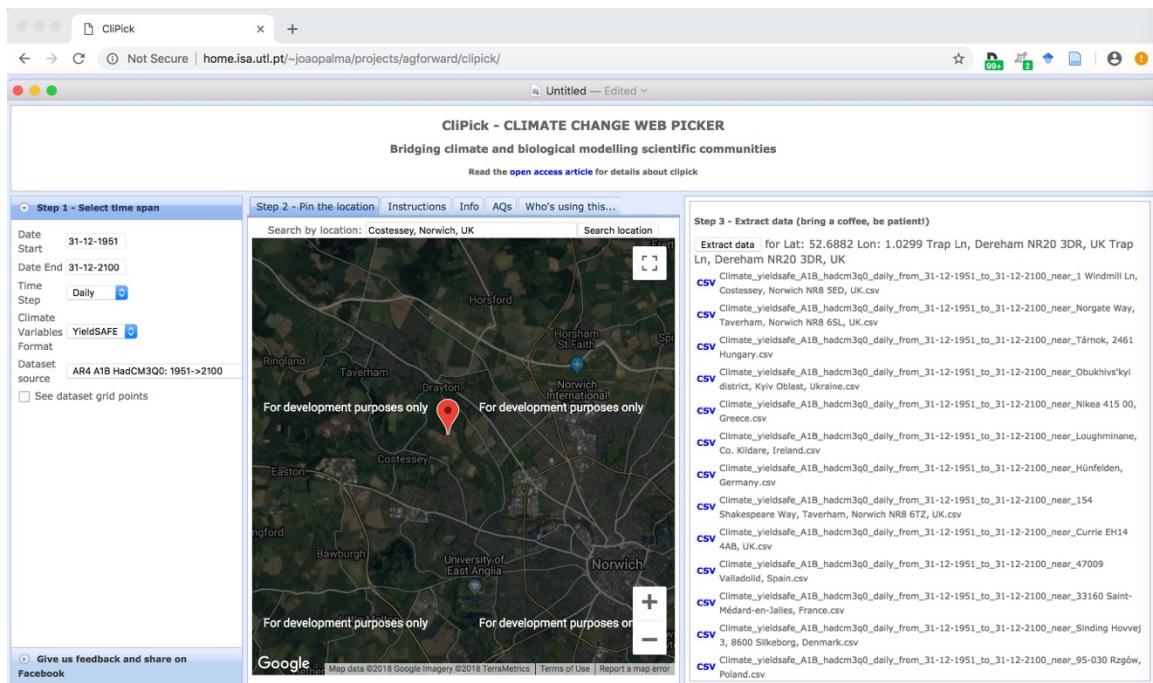 CliPick
Not Secure | home.isa.utl.pt/~joaopalma/projects/agforward/clipick/
99+
2
Untitled — Edited
CliPick - CLIMATE CHANGE WEB PICKER
Bridging climate and biological modelling scientific communities
Read the open access article for details about clipick
Step 1 - Select time span
Date
Start
31-12-1951
Date End 31-12-2100
Time
Step
Daily
Climate
Variables YieldSAFE
Format
Dataset
source
AR4 A1B HadCM3Q0: 1951->2100
See dataset grid points
Give us feedback and share on
Facebook
Step 2 - Pin the location Instructions Info AQs Who's using this...
Search by location: Costessey, Norwich, UK Search location
Horsford
Horsham
St Faith
Ringland
Taverham
Drayton
Norwich
International
For development purposes only For development purposes only
Costessey
Easton
Bawburgh
University of
East Anglia
Norwich
For development purposes only
Google Map data ©2018 Google Imagery ©2018 TerraMetrics Terms of Use Report a map error
Step 3 - Extract data (bring a coffee, be patient!)
Extract data for Lat: 52.6882 Lon: 1.0299 Trap Ln, Dereham NR20 3DR, UK Trap
Ln, Dereham NR20 3DR, UK
CSV Climate_yieldsafe_A1B_hadcm3q0_daily_from_31-12-1951_to_31-12-2100_near_1 Windmill Ln,
Costessey, Norwich NR8 5ED, UK.csv
CSV Climate_yieldsafe_A1B_hadcm3q0_daily_from_31-12-1951_to_31-12-2100_near_Norgate Way,
Taverham, Norwich NR8 6SL, UK.csv
CSV Climate_yieldsafe_A1B_hadcm3q0_daily_from_31-12-1951_to_31-12-2100_near_Tárnok, 2461
Hungary.csv
CSV Climate_yieldsafe_A1B_hadcm3q0_daily_from_31-12-1951_to_31-12-2100_near_Obukhivs'kyi
district, Kyiv Oblast, Ukraine.csv
CSV Climate_yieldsafe_A1B_hadcm3q0_daily_from_31-12-1951_to_31-12-2100_near_Nikea 415 00,
Greece.csv
CSV Climate_yieldsafe_A1B_hadcm3q0_daily_from_31-12-1951_to_31-12-2100_near_Loughminane,
Co. Kildare, Ireland.csv
CSV Climate_yieldsafe_A1B_hadcm3q0_daily_from_31-12-1951_to_31-12-2100_near_Hünfelden,
Germany.csv
CSV Climate_yieldsafe_A1B_hadcm3q0_daily_from_31-12-1951_to_31-12-2100_near_154
Shakespeare Way, Taverham, Norwich NR8 6TZ, UK.csv
CSV Climate_yieldsafe_A1B_hadcm3q0_daily_from_31-12-1951_to_31-12-2100_near_Currie EH14
4AB, UK.csv
CSV Climate_yieldsafe_A1B_hadcm3q0_daily_from_31-12-1951_to_31-12-2100_near_47009
Valladolid, Spain.csv
CSV Climate_yieldsafe_A1B_hadcm3q0_daily_from_31-12-1951_to_31-12-2100_near_33160 Saint-
Médard-en-Jalles, France.csv
CSV Climate_yieldsafe_A1B_hadcm3q0_daily_from_31-12-1951_to_31-12-2100_near_Sinding Hovvej
3, 8600 Silkeborg, Denmark.csv
CSV Climate_yieldsafe_A1B_hadcm3q0_daily_from_31-12-1951_to_31-12-2100_near_95-030 Rzgów,
Poland.csv